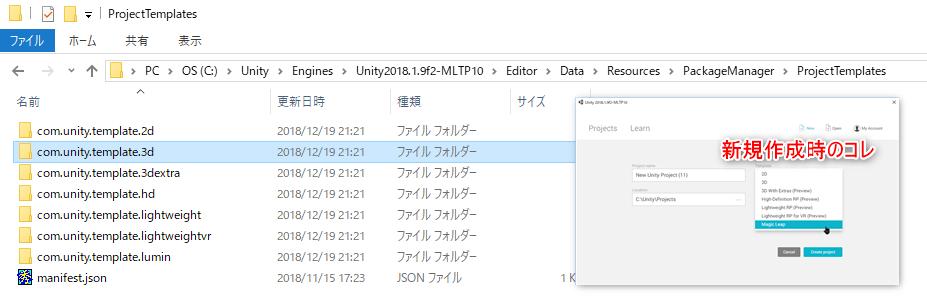 ProjectTemplates
ファイル ホーム 共有 表示
PC > OS (C:) > Unity > Engines > Unity2018.1.9f2-MLTP10 > Editor > Data > Resources > PackageManager > ProjectTemplates
名前 更新日時 種類 サイズ
com.unity.template.2d 2018/12/19 21:21 ファイル フォルダー
com.unity.template.3d 2018/12/19 21:21 ファイル フォルダー
com.unity.template.3dextra 2018/12/19 21:21 ファイル フォルダー
com.unity.template.hd 2018/12/19 21:21 ファイル フォルダー
com.unity.template.lightweight 2018/12/19 21:21 ファイル フォルダー
com.unity.template.lightweightvr 2018/12/19 21:21 ファイル フォルダー
com.unity.template.lumin 2018/12/19 21:21 ファイル フォルダー
manifest.json 2018/11/15 17:23 JSON ファイル 1 K
Unity 2018.1.9f2-MLTP10
Projects Learn New Open My Account
新規作成時のコレ
Project name
New Unity Project (11)
Location
C:\Unity\Projects
2D
3D
3D With Extras (Preview)
High-Definition RP (Preview)
Lightweight RP (Preview)
Lightweight RP for VR (Preview)
Magic Leap
Cancel Create project